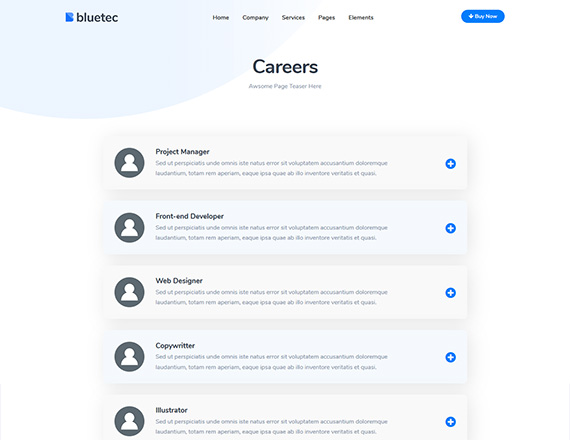 bluetec
Home Company Services Pages Elements
Buy Now
Careers
Awsome Page Teaser Here
Project Manager
Sed ut perspiciatis unde omnis iste natus error sit voluptatem accusantium doloremque
laudantium, totam rem aperiam, eaque ipsa quae ab illo inventore veritatis et quasi.
Front-end Developer
Sed ut perspiciatis unde omnis iste natus error sit voluptatem accusantium doloremque
laudantium, totam rem aperiam, eaque ipsa quae ab illo inventore veritatis et quasi.
Web Designer
Sed ut perspiciatis unde omnis iste natus error sit voluptatem accusantium doloremque
laudantium, totam rem aperiam, eaque ipsa quae ab illo inventore veritatis et quasi.
Copywritter
Sed ut perspiciatis unde omnis iste natus error sit voluptatem accusantium doloremque
laudantium, totam rem aperiam, eaque ipsa quae ab illo inventore veritatis et quasi.
Illustrator
Sed ut perspiciatis unde omnis iste natus error sit voluptatem accusantium doloremque
laudantium, totam rem aperiam, eaque ipsa quae ab illo inventore veritatis et quasi.